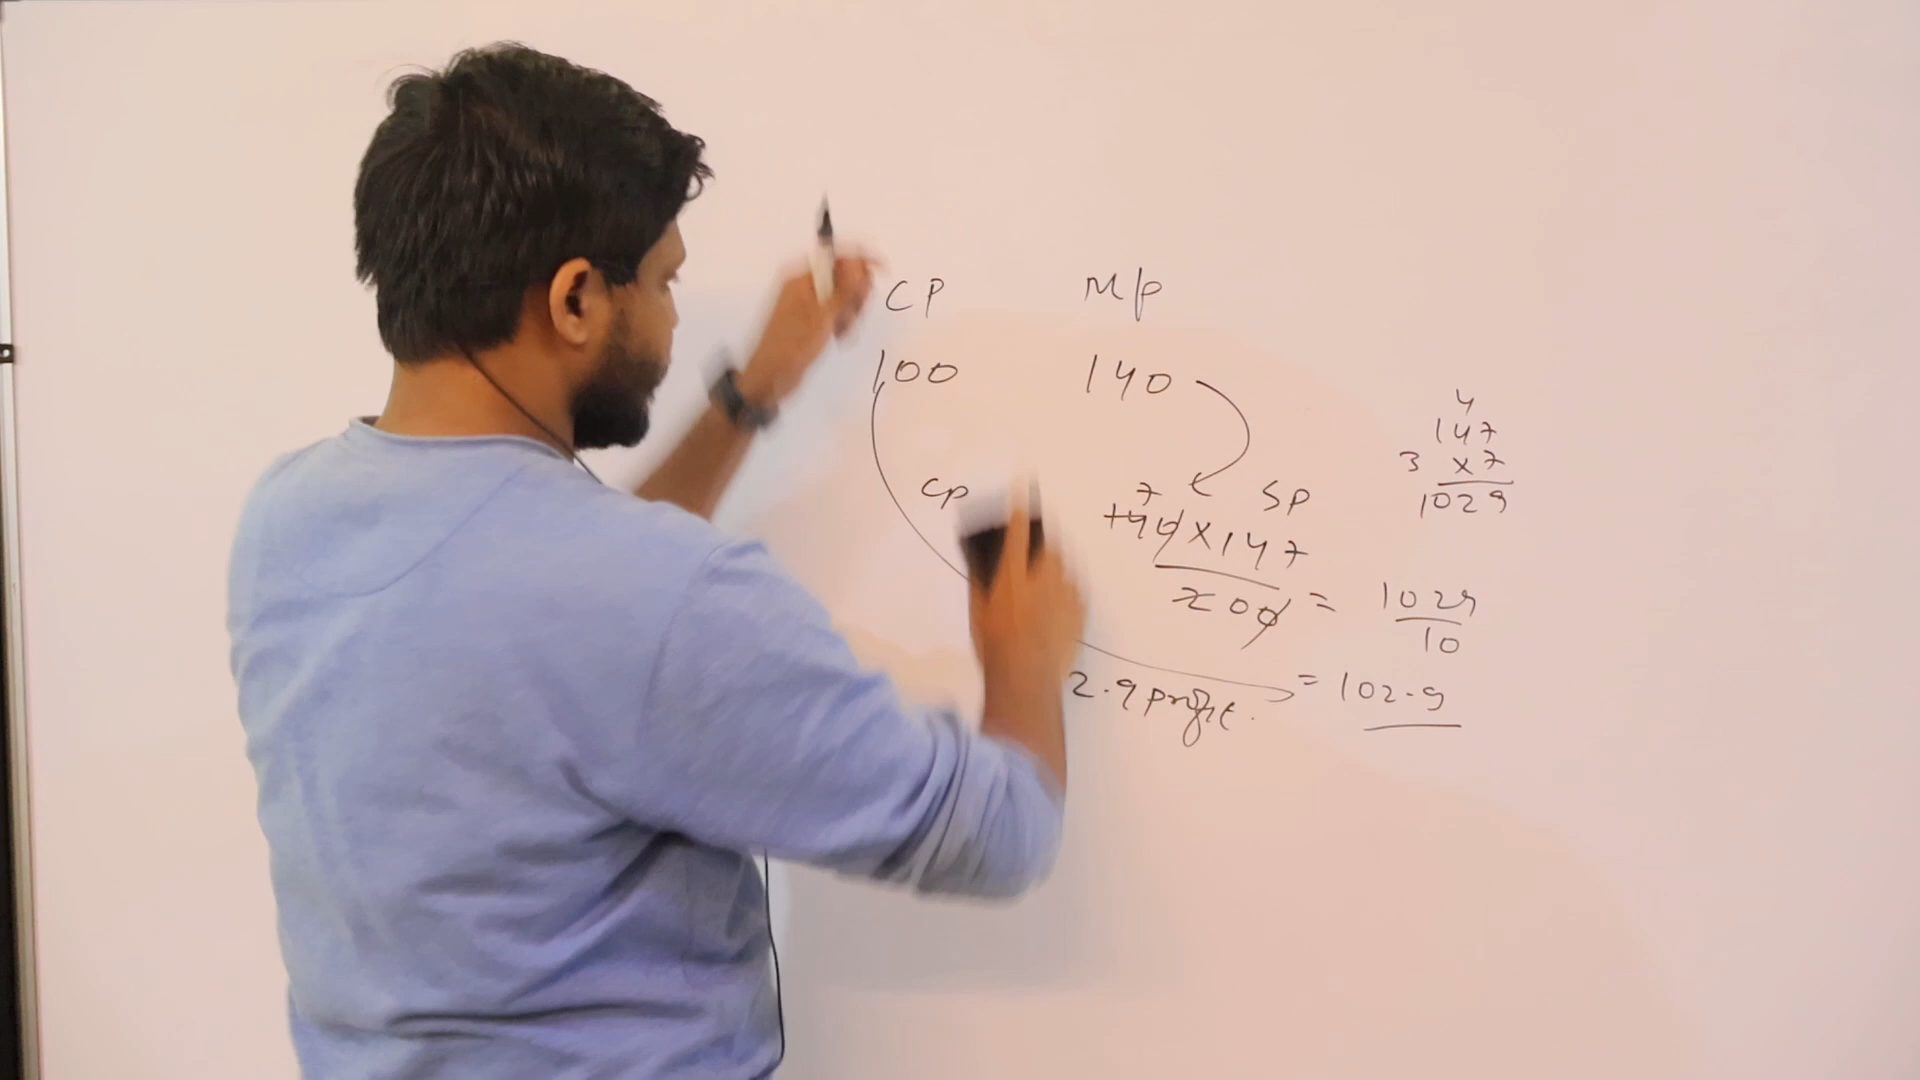 CP MP
100 140
4
147
3 x7
1029
CP 7 SP
140x147
200 = 1029
10
2.9 profit. = 102.9